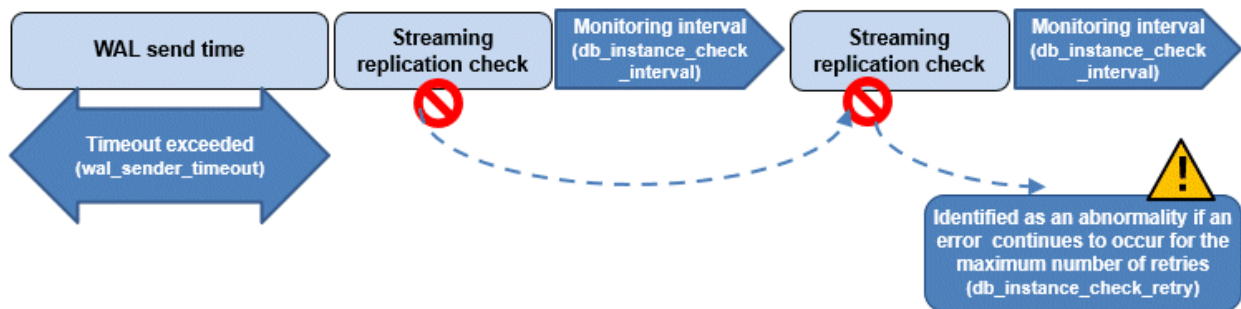 WAL send time
Streaming
replication check
Monitoring interval
(db_instance_check
_interval)
Streaming
replication check
Monitoring interval
(db_instance_check
_interval)
Timeout exceeded
(wal_sender_timeout)
Identified as an abnormality if an
error continues to occur for the
maximum number of retries
(db_instance_check_retry)